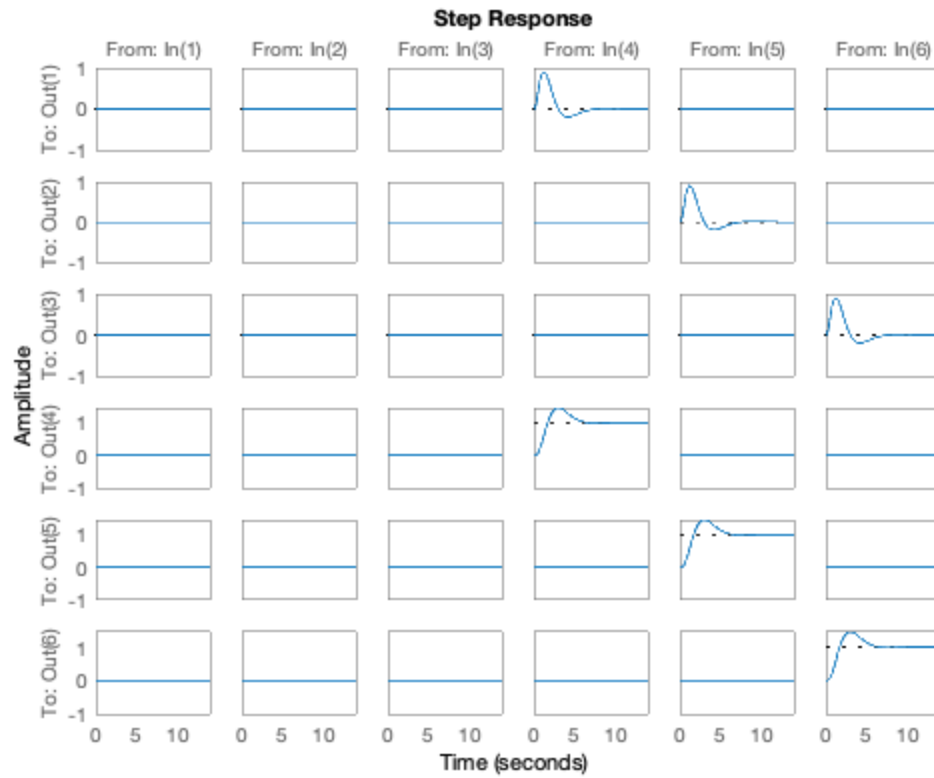 Step Response
From: In(1) From: In(2) From: In(3) From: In(4) From: In(5) From: In(6)
To: Out(1)
1
0
-1
To: Out(2)
1
0
-1
To: Out(3)
1
0
-1
Amplitude
To: Out(4)
1
0
-1
To: Out(5)
1
0
-1
To: Out(6)
1
0
-1
0 5 10 0 5 10 0 5 10 0 5 10 0 5 10 0 5 10
Time (seconds)